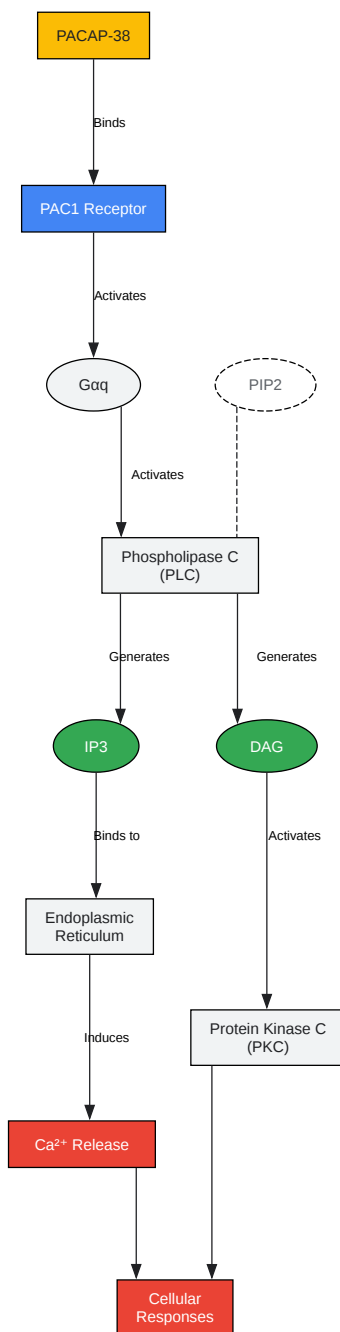 PACAP-38
Binds
PAC1 Receptor
Activates
Gαq
PIP2
Activates
Phospholipase C
(PLC)
Generates
Generates
IP3
DAG
Binds to
Activates
Endoplasmic
Reticulum
Induces
Protein Kinase C
(PKC)
Ca²⁺ Release
Cellular
Responses